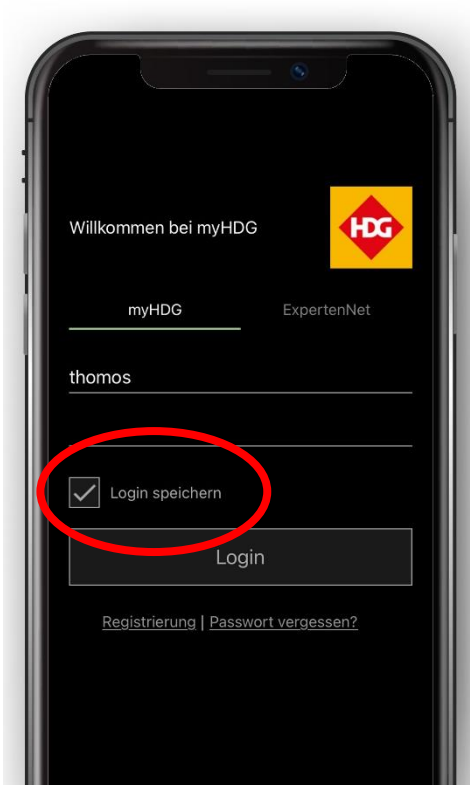 Willkommen bei myHDG
HDG
myHDG
ExpertenNet
thomos
Login speichern
Login
Registrierung | Passwort vergessen?